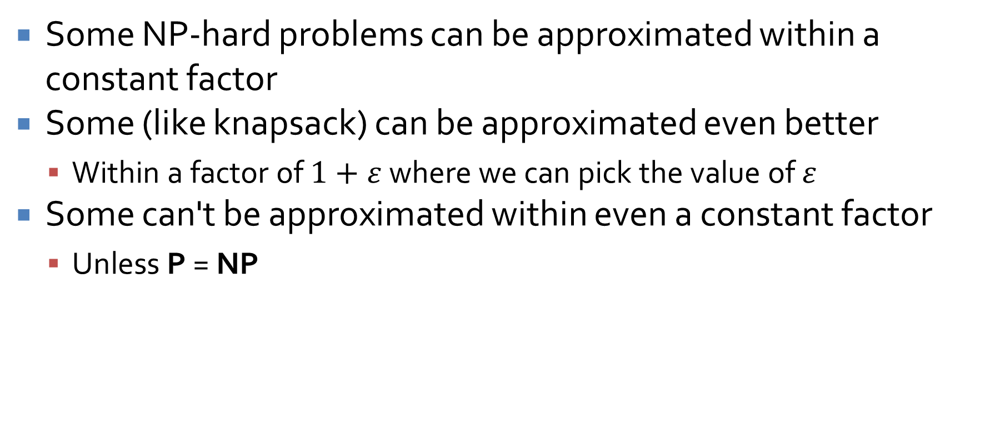 Some NP-hard problems can be approximated within a
constant factor
Some (like knapsack) can be approximated even better
Within a factor of 1 + ε where we can pick the value of ε
Some can't be approximated within even a constant factor
Unless P = NP